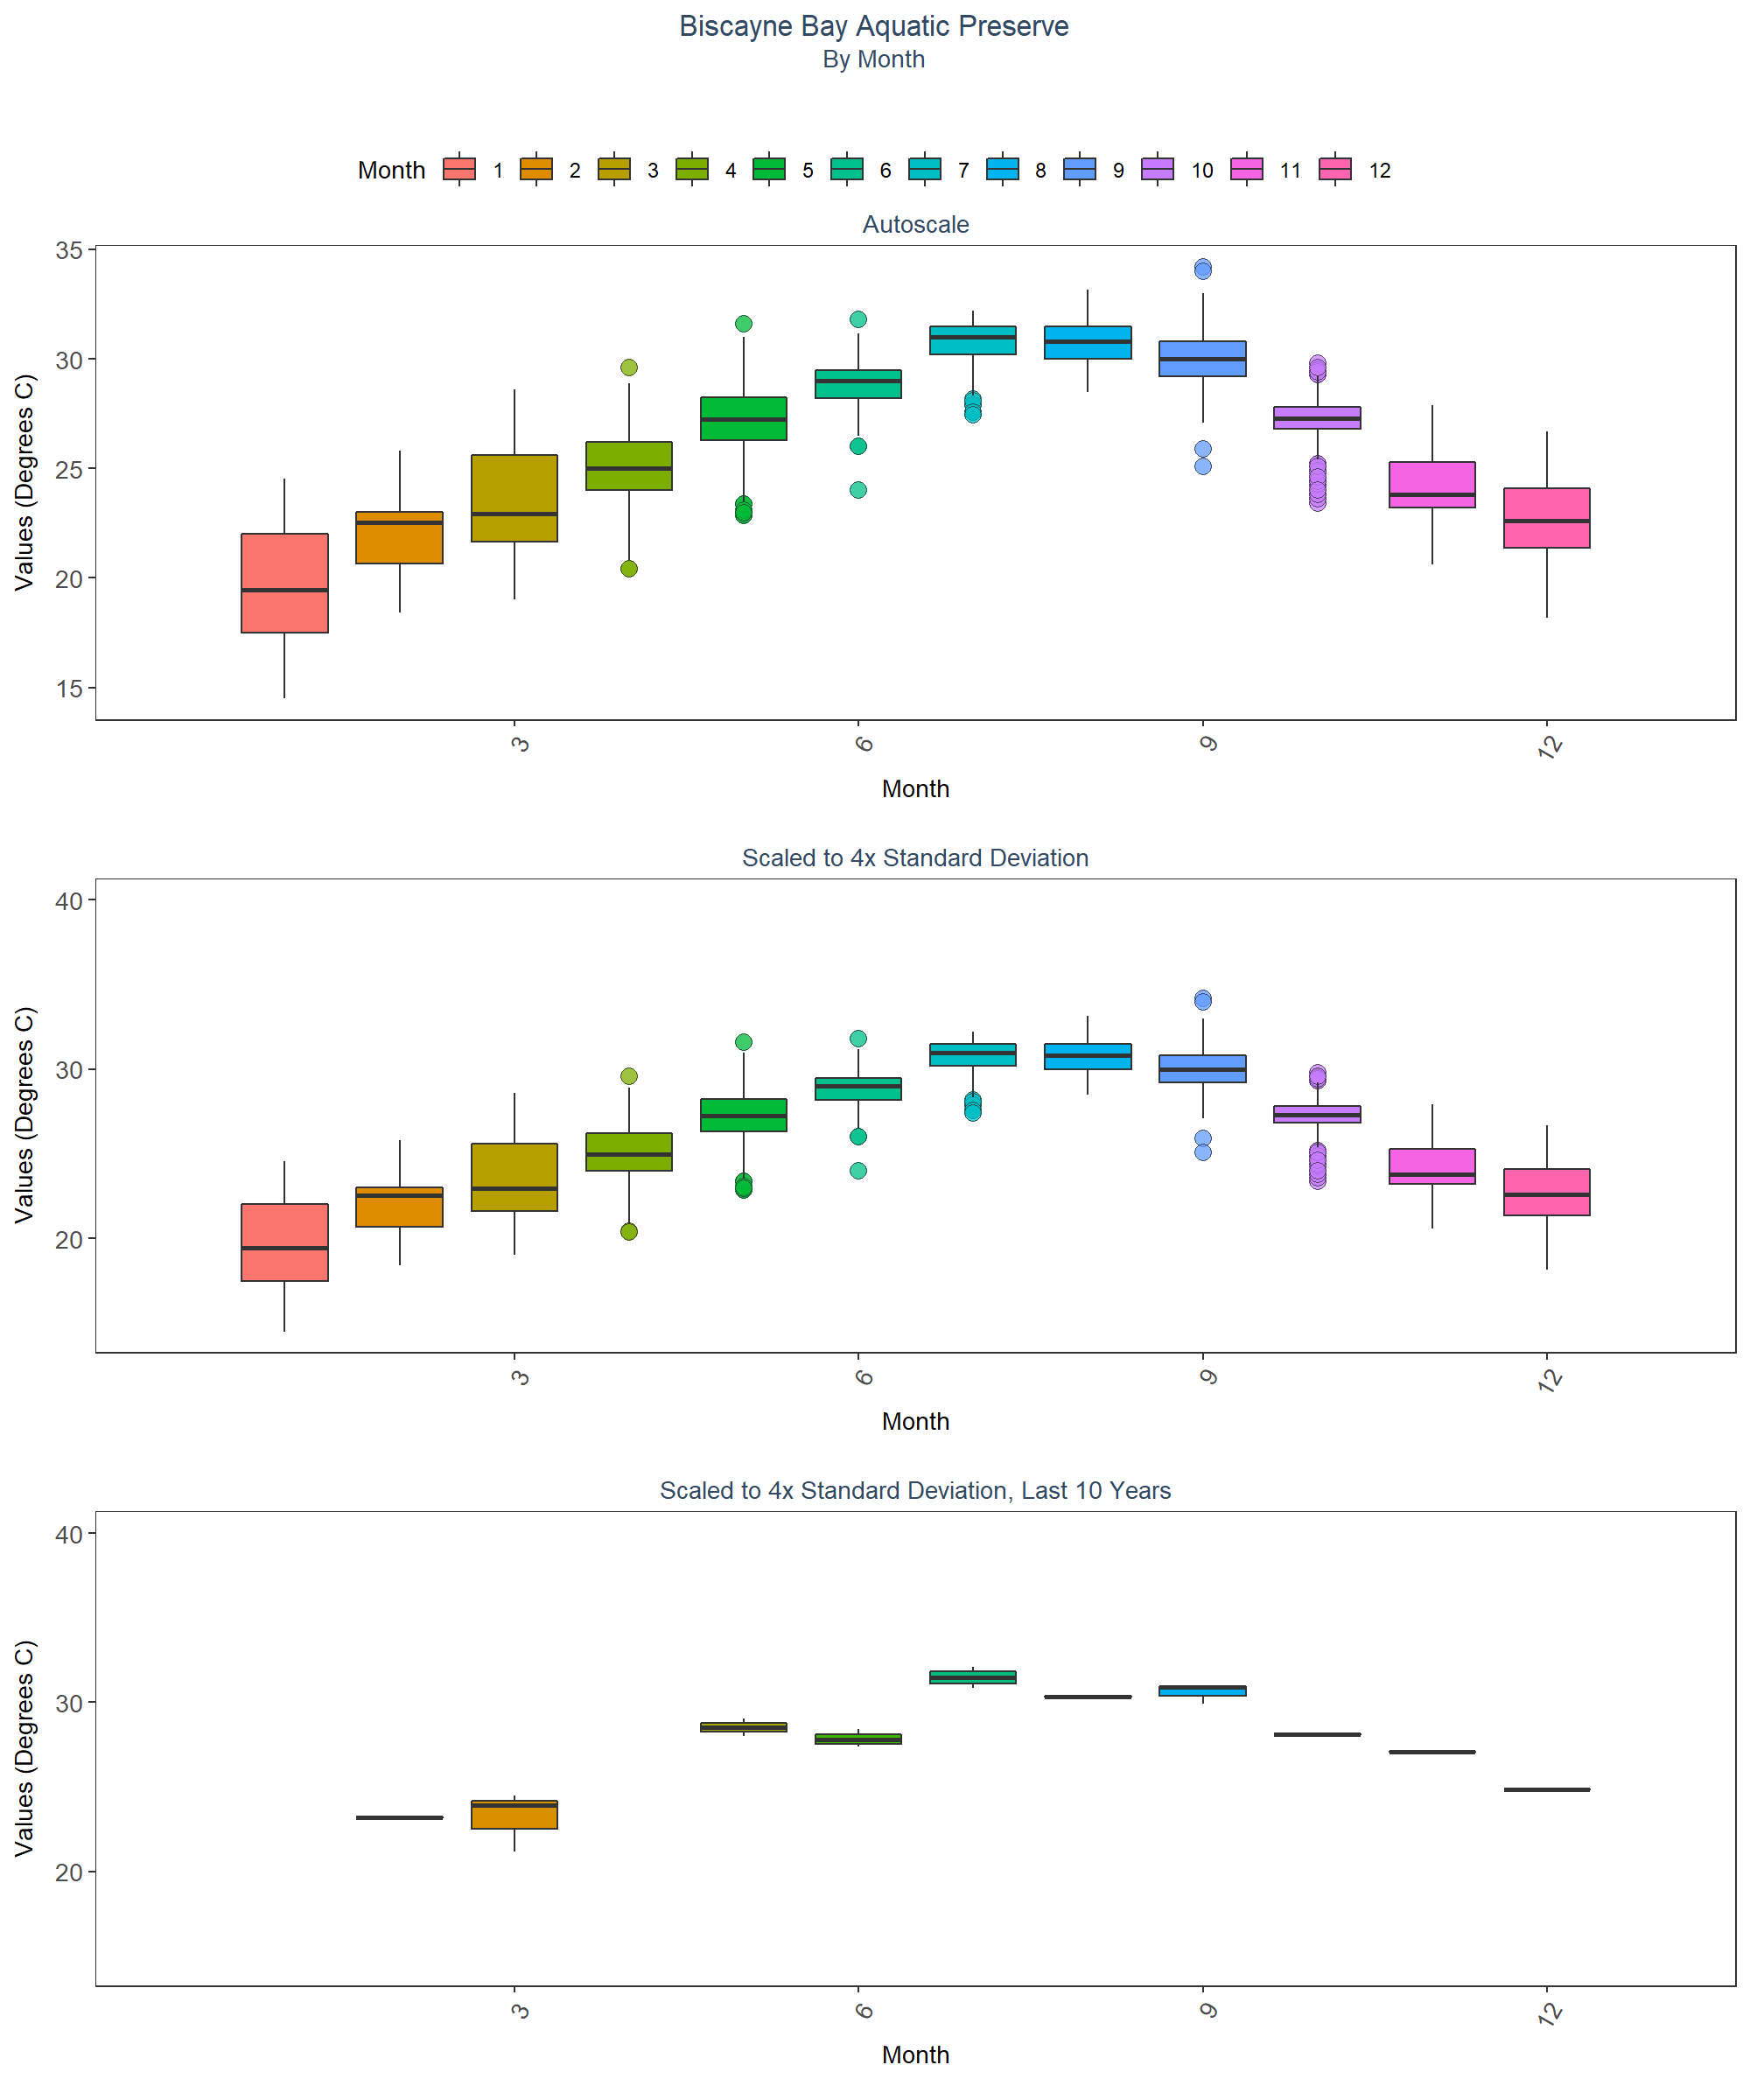 Biscayne Bay Aquatic Preserve
By Month
Month 1 2 3 4 5 6 7 8 9 10 11 12
Autoscale
Values (Degrees C)
35
30
25
20
15
3 6 9 12
Month
Scaled to 4x Standard Deviation
Values (Degrees C)
40
30
20
3 6 9 12
Month
Scaled to 4x Standard Deviation, Last 10 Years
Values (Degrees C)
40
30
20
3 6 9 12
Month